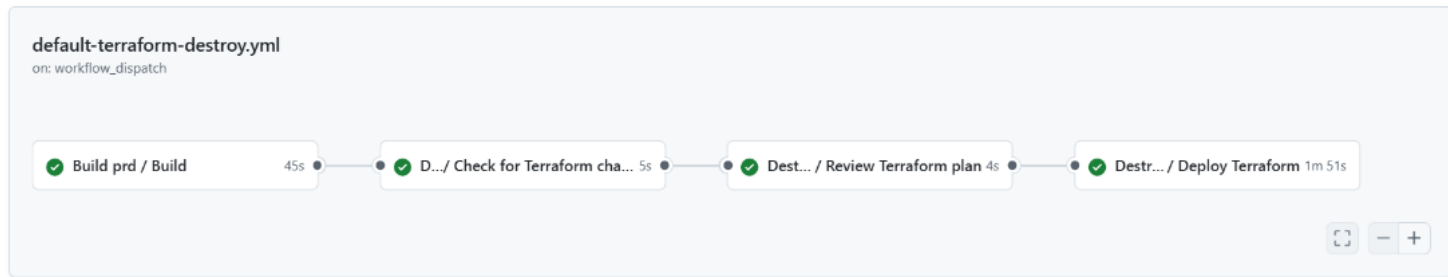 default-terraform-destroy.yml
on: workflow_dispatch
Build prd / Build 45s
D.../ Check for Terraform cha... 5s
Dest... / Review Terraform plan 4s
Destr... / Deploy Terraform 1m 51s